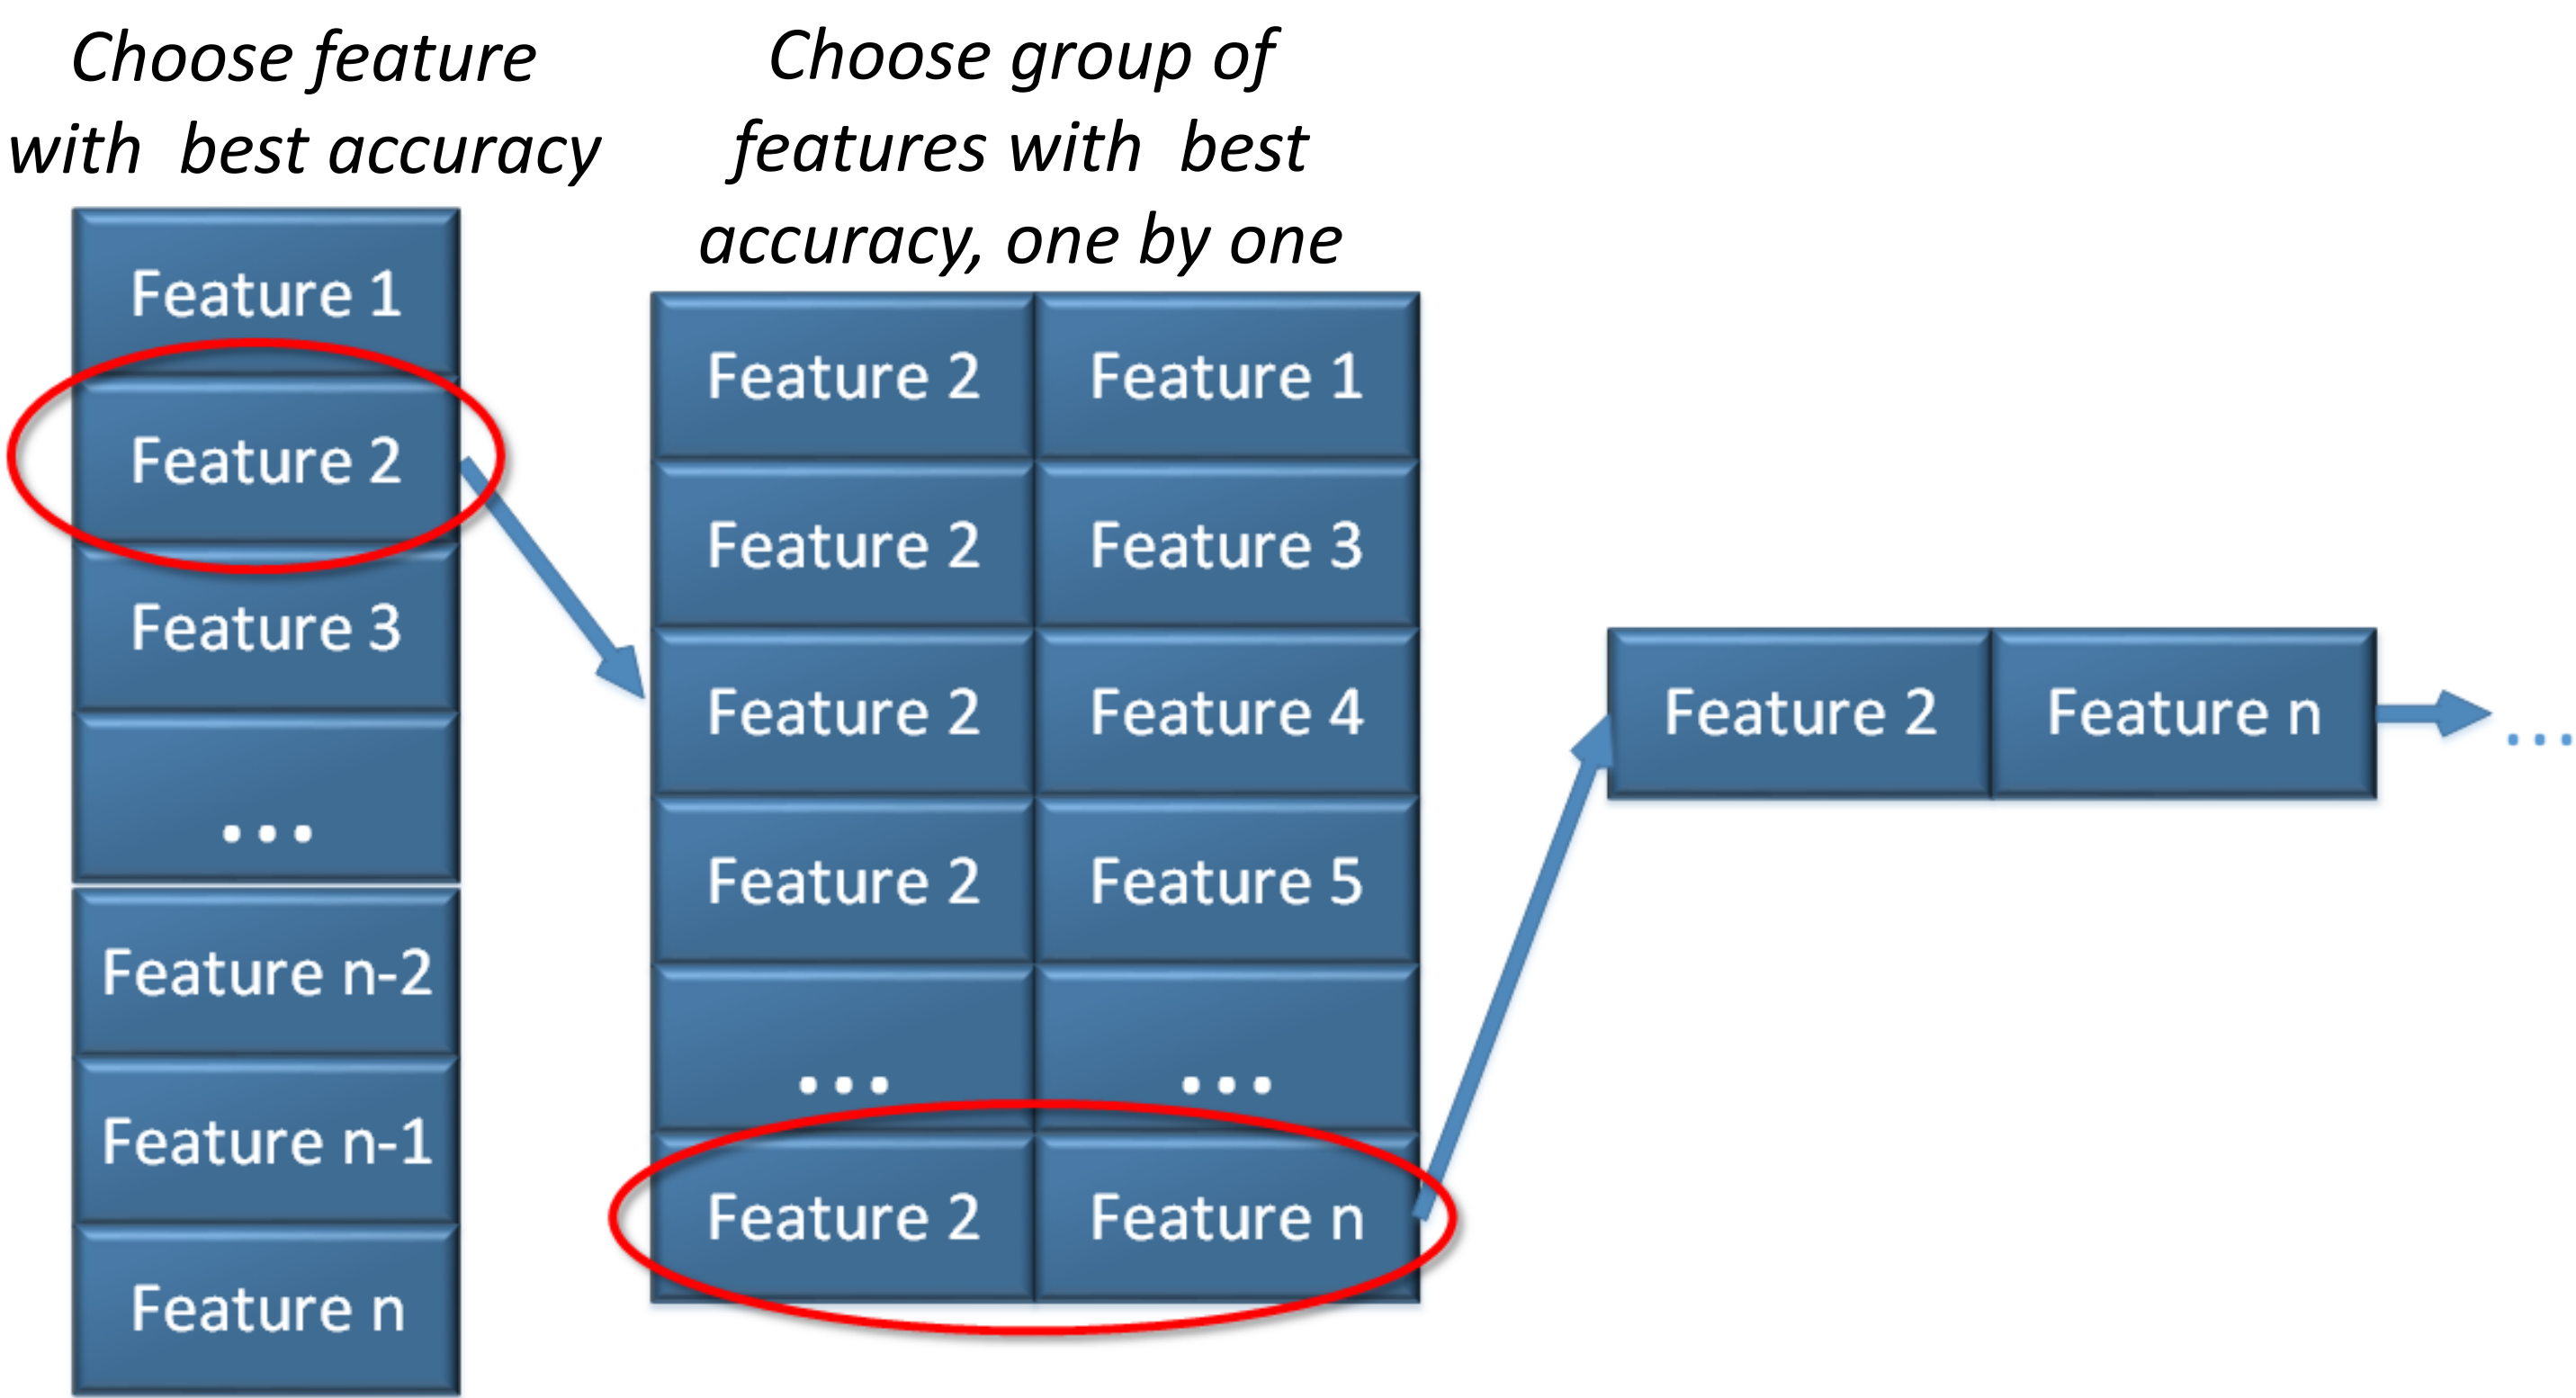 Choose feature
with best accuracy
Feature 1
Feature 2
Feature 3
...
Feature n-2
Feature n-1
Feature n
Choose group of
features with best
accuracy, one by one
Feature 2 Feature 1
Feature 2 Feature 3
Feature 2 Feature 4
Feature 2 Feature 5
... ...
Feature 2 Feature n
Feature 2 Feature n
...